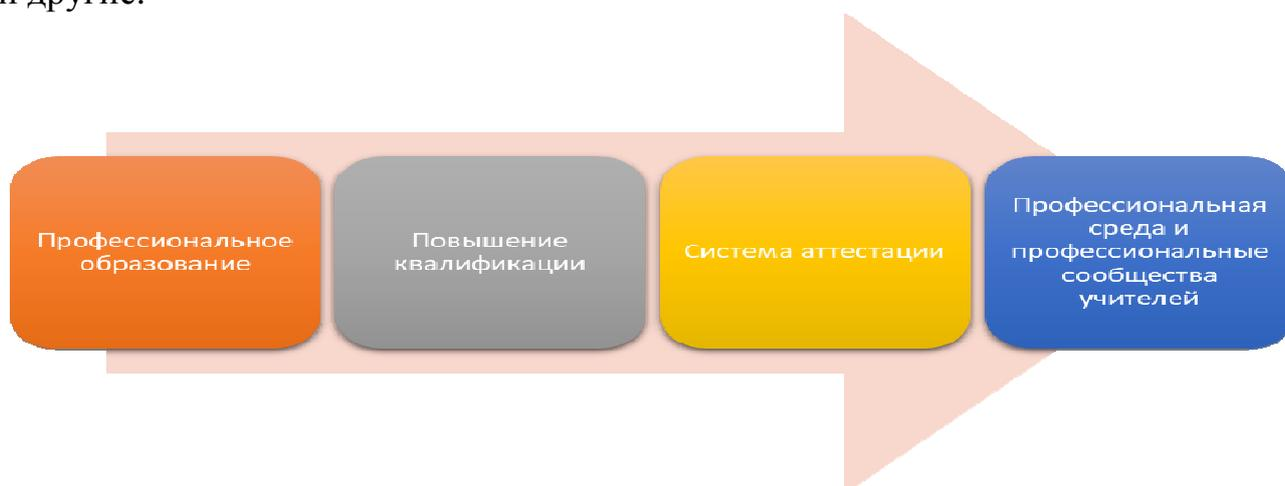 и другие.
Профессиональное
образование
Повышение
квалификации
Система аттестации
Профессиональная
среда и
профессиональные
сообщества
учителей